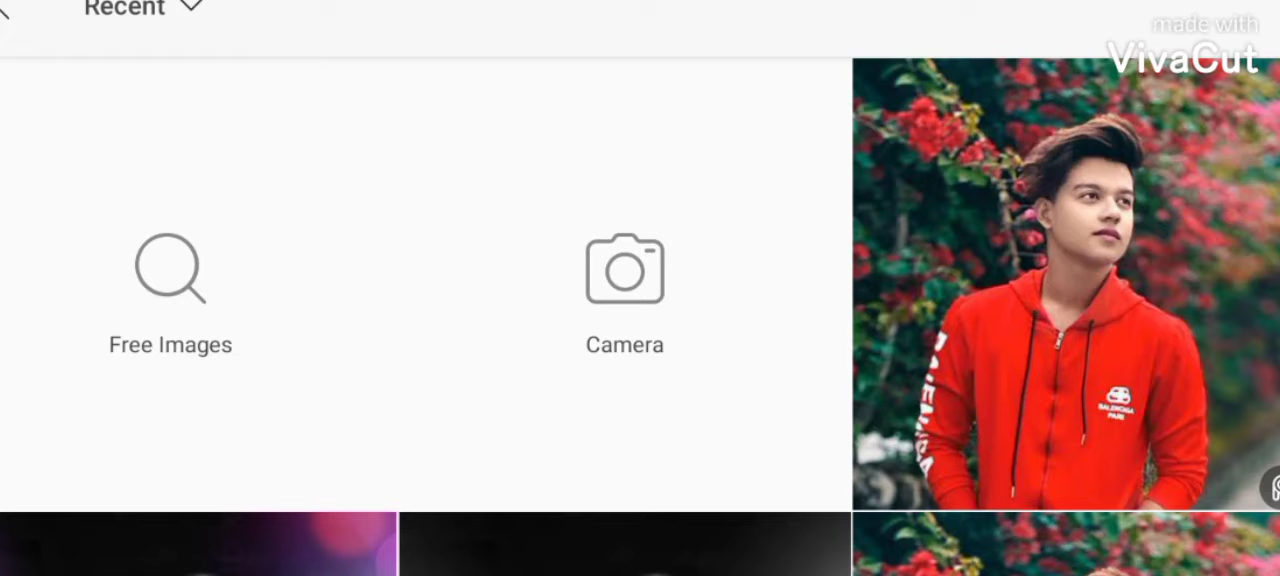 Recent
made with
VivaCut
Free Images
Camera
BALENCIAGA
PARIS